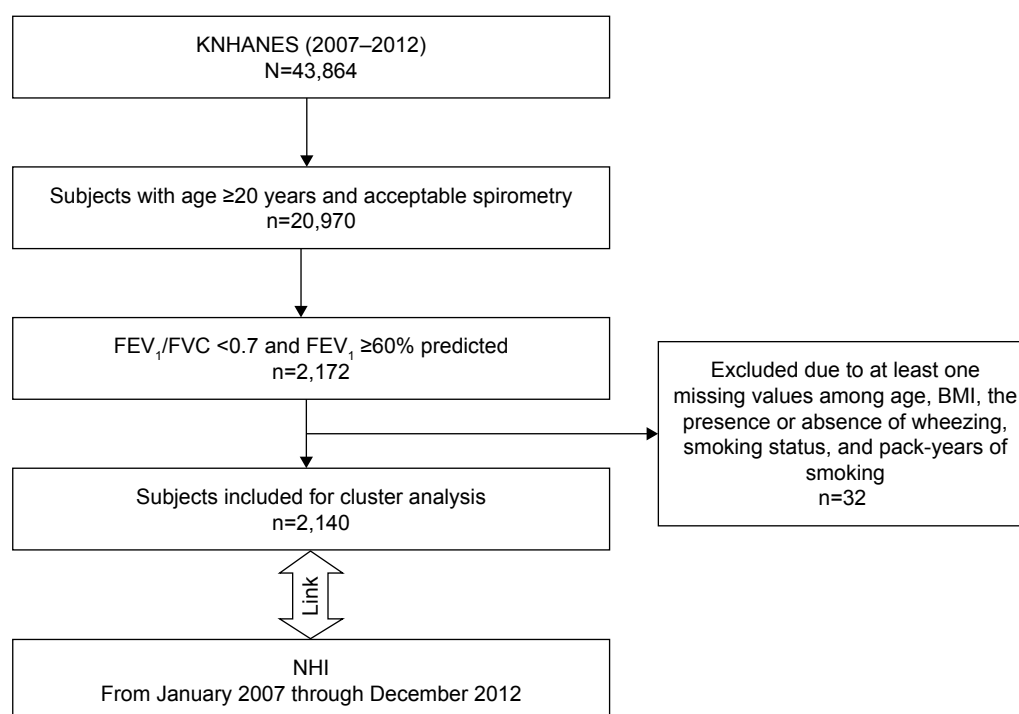 KNHANES (2007–2012)
N=43,864
Subjects with age ≥20 years and acceptable spirometry
n=20,970
FEV₁/FVC <0.7 and FEV₁ ≥60% predicted
n=2,172
Excluded due to at least one
missing values among age, BMI, the
presence or absence of wheezing,
smoking status, and pack-years of
smoking
n=32
Subjects included for cluster analysis
n=2,140
Link
NHI
From January 2007 through December 2012